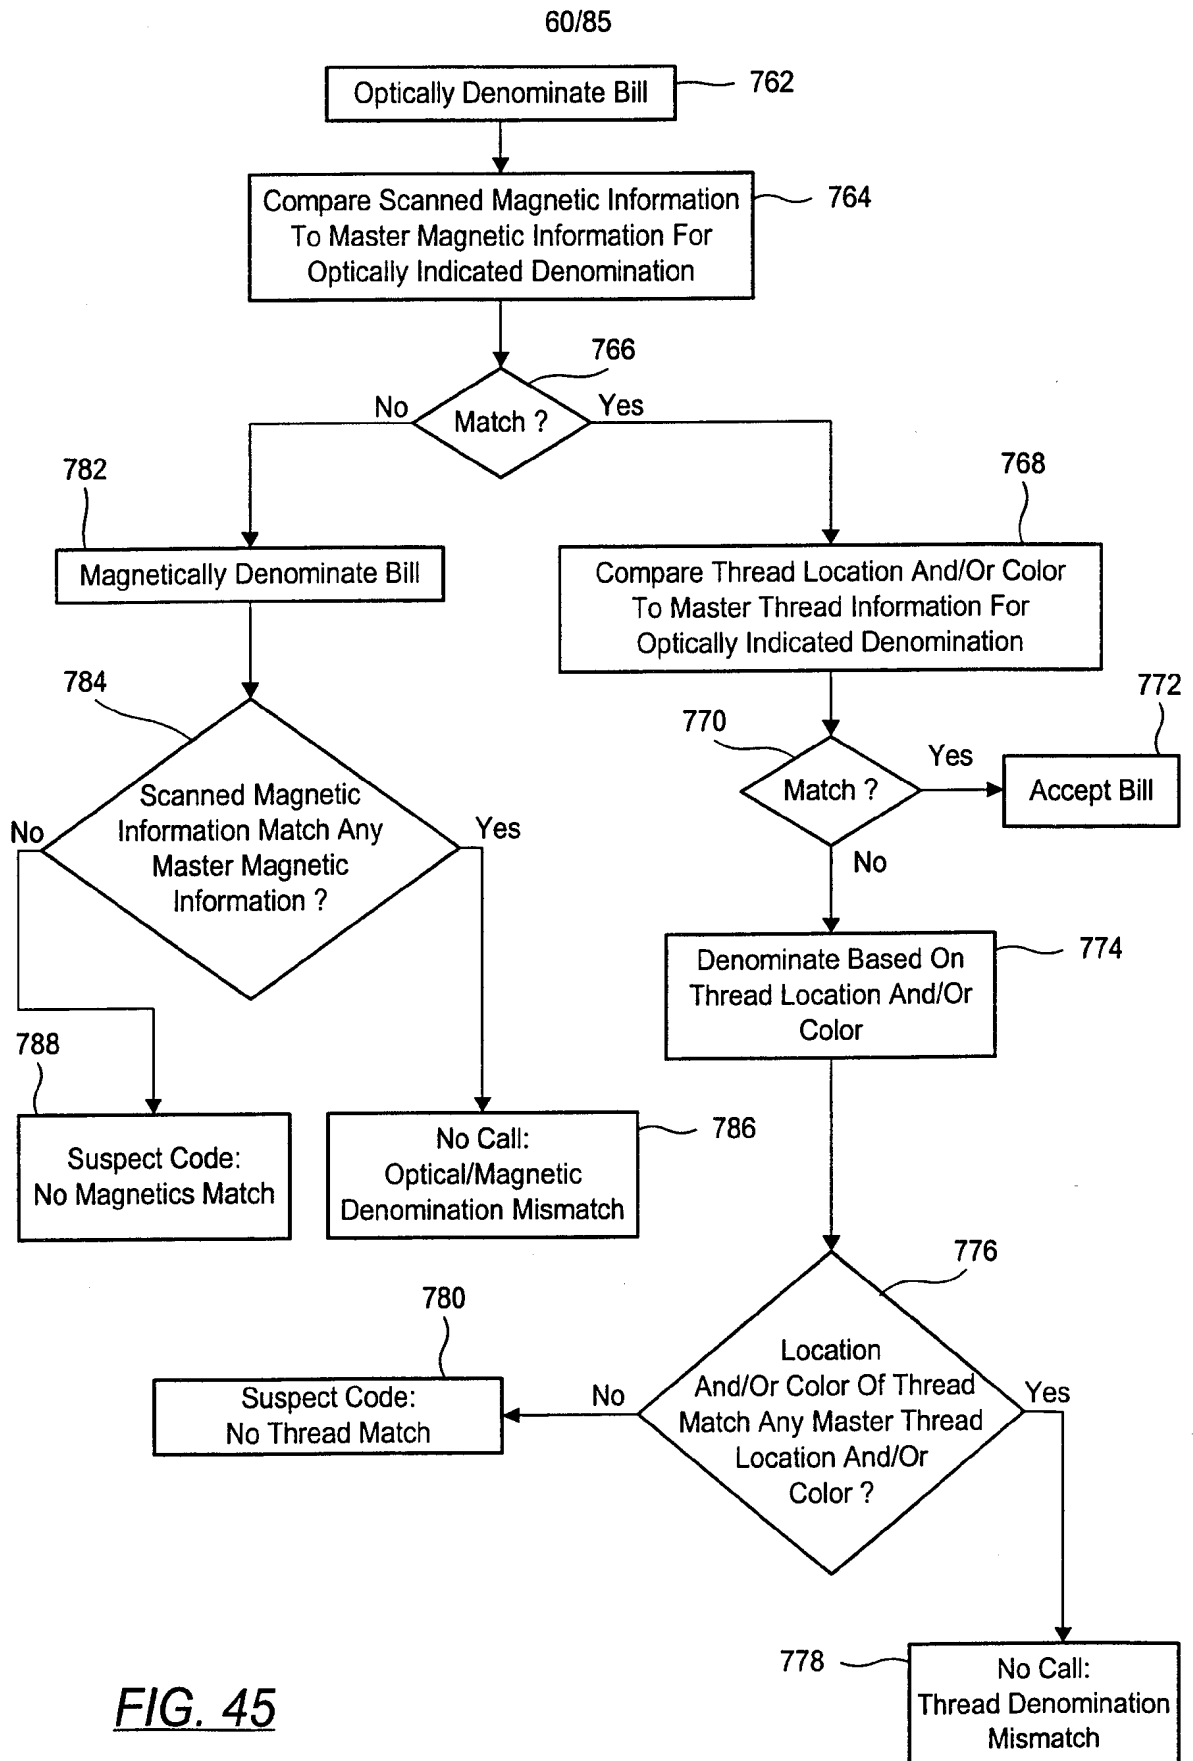 60/85
Optically Denominate Bill
762
Compare Scanned Magnetic Information
To Master Magnetic Information For
Optically Indicated Denomination
764
766
Match ?
No
Yes
782
Magnetically Denominate Bill
768
Compare Thread Location And/Or Color
To Master Thread Information For
Optically Indicated Denomination
784
Scanned Magnetic
Information Match Any
Master Magnetic
Information ?
No
Yes
770
Match ?
Yes
772
Accept Bill
No
Denominate Based On
Thread Location And/Or
Color
774
788
Suspect Code:
No Magnetics Match
No Call:
Optical/Magnetic
Denomination Mismatch
786
776
Location
And/Or Color Of Thread
Match Any Master Thread
Location And/Or
Color ?
No
Yes
780
Suspect Code:
No Thread Match
778
No Call:
Thread Denomination
Mismatch
FIG. 45